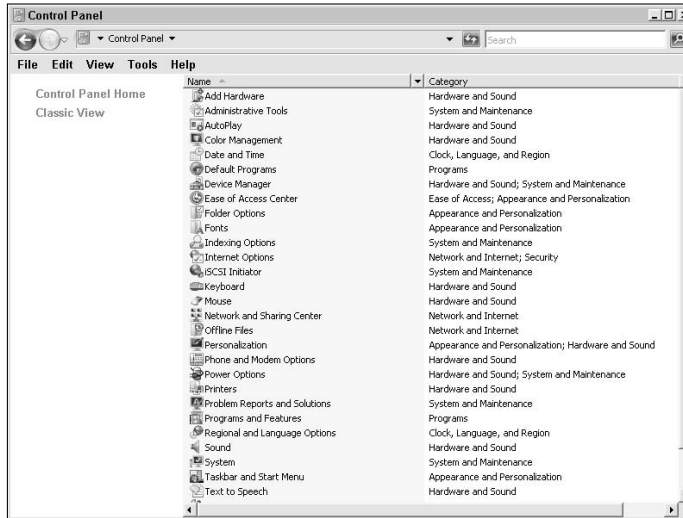 Control Panel
Control Panel
Search
File Edit View Tools Help
Control Panel Home
Classic View
Name Category
Add Hardware Hardware and Sound
Administrative Tools System and Maintenance
AutoPlay Hardware and Sound
Color Management Hardware and Sound
Date and Time Clock, Language, and Region
Default Programs Programs
Device Manager Hardware and Sound; System and Maintenance
Ease of Access Center Ease of Access; Appearance and Personalization
Folder Options Appearance and Personalization
Fonts Appearance and Personalization
Indexing Options System and Maintenance
Internet Options Network and Internet; Security
iSCSI Initiator System and Maintenance
Keyboard Hardware and Sound
Mouse Hardware and Sound
Network and Sharing Center Network and Internet
Offline Files Network and Internet
Personalization Appearance and Personalization; Hardware and Sound
Phone and Modem Options Hardware and Sound
Power Options Hardware and Sound; System and Maintenance
Printers Hardware and Sound
Problem Reports and Solutions System and Maintenance
Programs and Features Programs
Regional and Language Options Clock, Language, and Region
Sound Hardware and Sound
System System and Maintenance
Taskbar and Start Menu Appearance and Personalization
Text to Speech Hardware and Sound